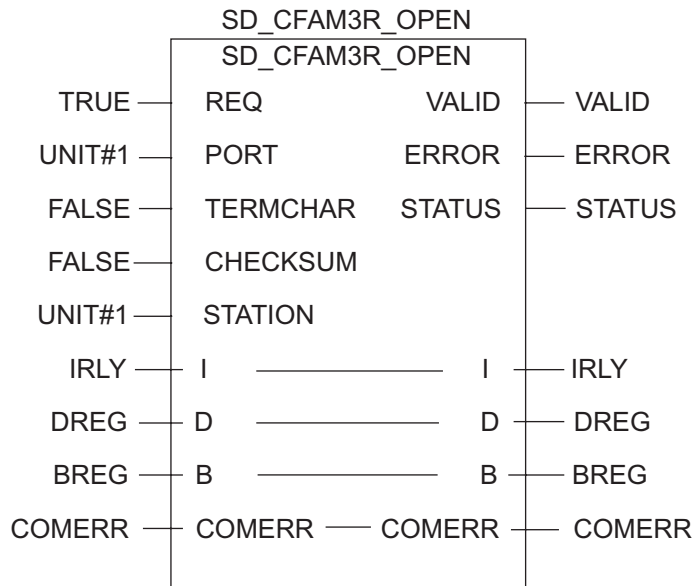 SD_CFAM3R_OPEN
SD_CFAM3R_OPEN
TRUE REQ VALID VALID
UNIT#1 PORT ERROR ERROR
FALSE TERMCHAR STATUS STATUS
FALSE CHECKSUM
UNIT#1 STATION
IRLY I I IRLY
DREG D D DREG
BREG B B BREG
COMERR COMERR COMERR COMERR